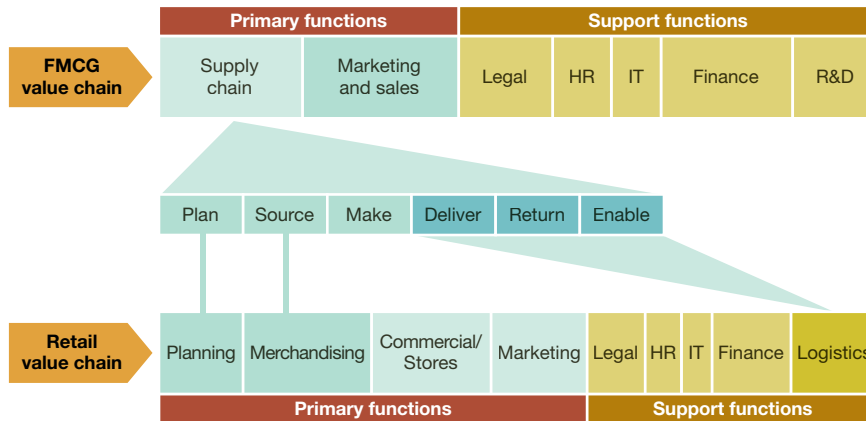 Primary functions
Support functions
FMCG
value chain
Supply
chain
Marketing
and sales
Legal
HR
IT
Finance
R&D
Plan
Source
Make
Deliver
Return
Enable
Retail
value chain
Planning
Merchandising
Commercial/
Stores
Marketing
Legal
HR
IT
Finance
Logistics
Primary functions
Support functions